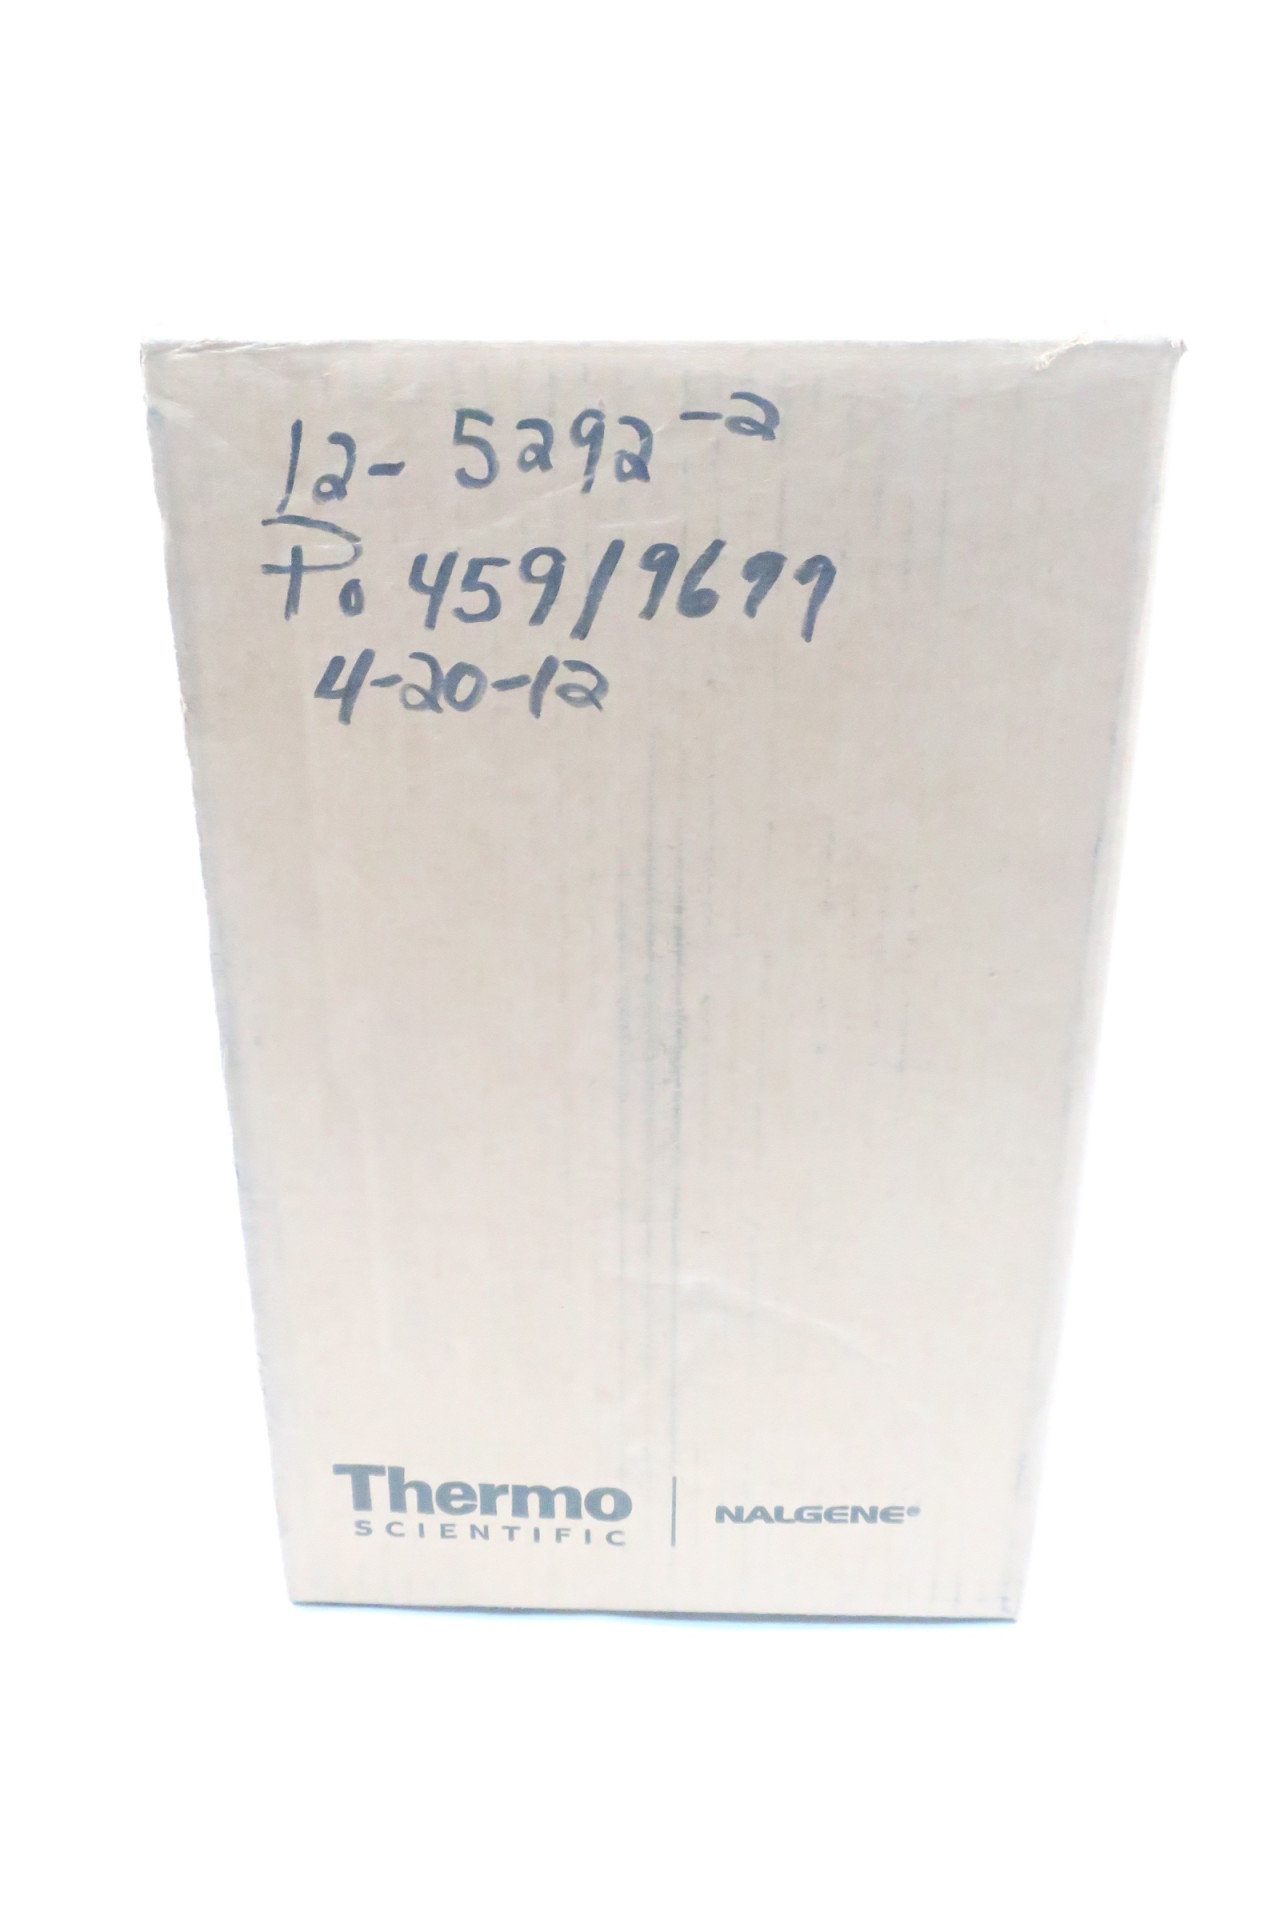 12-5292-2
Po 459/9699
4-20-12
Thermo
SCIENTIFIC
NALGENE®